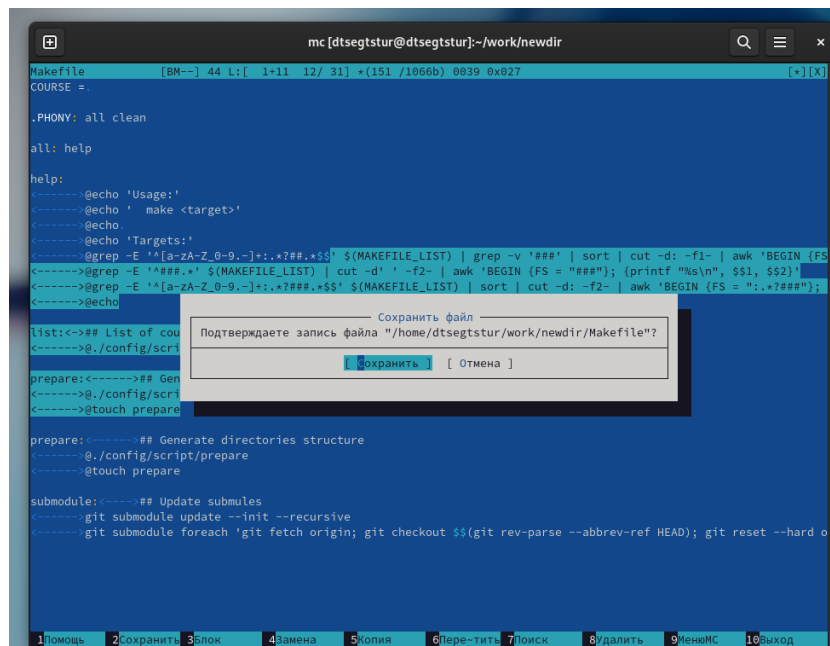 mc [dtsegtstur@dtsegtstur]:~/work/newdir
Makefile [BM--] 44 L:[ 1+11 12/ 31] *(151 /1066b) 0039 0x027 [*][X]
COURSE =.
.PHONY: all clean
all: help
help:
<------>@echo 'Usage:'
<------>@echo ' make <target>'
<------>@echo.
<------>@echo 'Targets:'
<------>@grep -E '^[a-zA-Z_0-9.-]+:.*?##.*$$' $(MAKEFILE_LIST) | grep -v '###' | sort | cut -d: -f1- | awk 'BEGIN {FS
<------>@grep -E '^###.*' $(MAKEFILE_LIST) | cut -d' ' -f2- | awk 'BEGIN {FS = "###"}; {printf "%s\n", $$1, $$2}'
<------>@grep -E '^[a-zA-Z_0-9.-]+:.*?###.*$$' $(MAKEFILE_LIST) | sort | cut -d: -f2- | awk 'BEGIN {FS = ":.*?###"};
<------>@echo
Сохранить файл
Подтверждаете запись файла "/home/dtsegtstur/work/newdir/Makefile"?
[ Сохранить ] [ Отмена ]
list:<->## List of cou
<------>@./config/scri
prepare:<------>## Gen
<------>@./config/scri
<------>@touch prepare
prepare:<------>## Generate directories structure
<------>@./config/script/prepare
<------>@touch prepare
submodule:<---->## Update submules
<------>git submodule update --init --recursive
<------>git submodule foreach 'git fetch origin; git checkout $$(git rev-parse --abbrev-ref HEAD); git reset --hard o
1Помощь 2Сохранить 3Блок 4Замена 5Копия 6Пере~тить 7Поиск 8Удалить 9МенюMC 10Выход